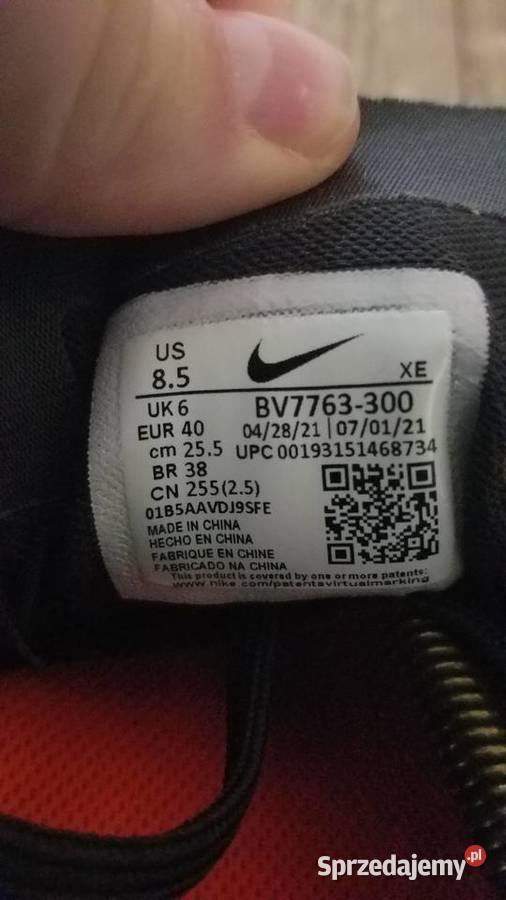 US
8.5
XE
UK 6
BV7763-300
EUR 40
04/28/21 | 07/01/21
cm 25.5
UPC 00193151468734
BR 38
CN 255(2.5)
01B5AAVDJ9SFE
MADE IN CHINA
HECHO EN CHINA
FABRIQUE EN CHINE
FABRICADO NA CHINA
This product is covered by one or more patents:
www.nike.com/patentsvirtualmarking
Sprzedajemy.pl